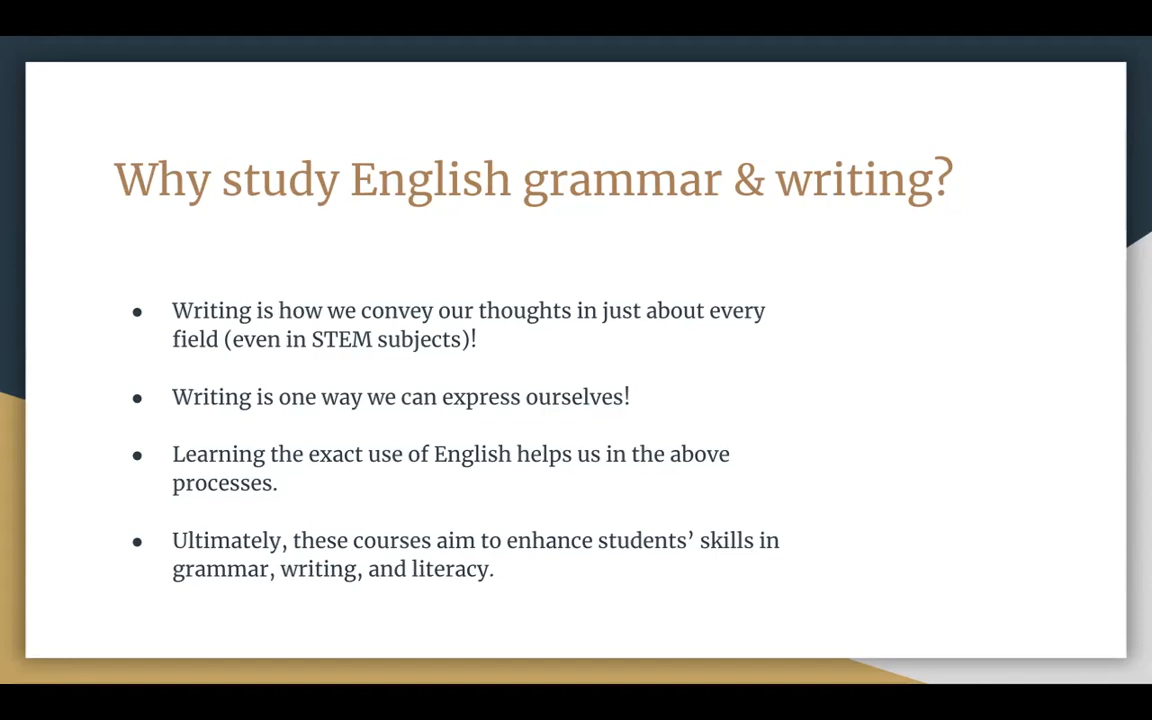 Why study English grammar & writing?
● Writing is how we convey our thoughts in just about every
field (even in STEM subjects)!
● Writing is one way we can express ourselves!
● Learning the exact use of English helps us in the above
processes.
● Ultimately, these courses aim to enhance students’ skills in
grammar, writing, and literacy.